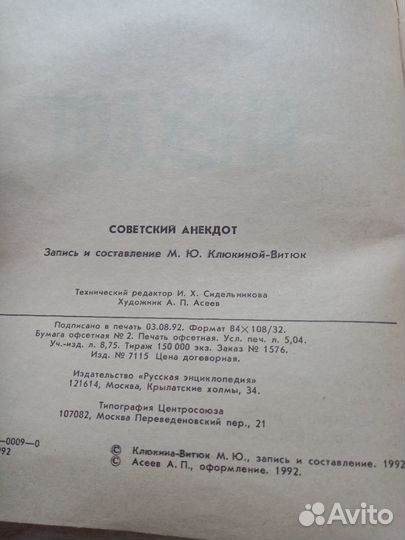 СОВЕТСКИЙ АНЕКДОТ
Запись и составление М. Ю. Клюкиной-Витюк
Технический редактор И. Х. Сидельникова
Художник А. П. Асеев
Подписано в печать 03.08.92. Формат 84×108/32.
Бумага офсетная № 2. Печать офсетная. Усл. печ л. 5,04.
Уч.-изд. л. 8,75. Тираж 150 000 экз. Заказ № 1576.
Изд. № 7115 Цена договорная.
Издательство «Русская энциклопедия»
121614, Москва, Крылатские холмы, 34.
Типография Центросоюза
107082, Москва Переведеновский пер., 21
—0009—0
992
© Клюкина-Витюк М. Ю., запись и составление. 1992
© Асеев А. П., оформление. 1992.
Avito